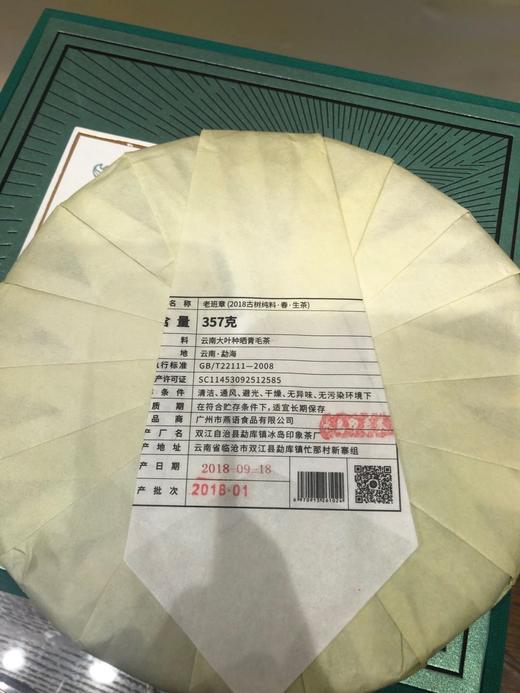 名 称 老班章 (2018古树纯料·春·生茶)
含 量 357克
料 云南大叶种晒青毛茶
地 云南·勐海
执行标准 GB/T22111—2008
产许可证 SC11453092512585
条 件 清洁、通风、避光、干燥、无异味、无污染环境下
质 期 在符合贮存条件下,适宜长期保存
品 商 广州市燕语食品有限公司
产 厂 名 双江自治县勐库镇冰岛印象茶厂
产 地 址 云南省临沧市双江县勐库镇忙那村新寨组
产 日 期 2018-09-18
产 批 次 2018-01